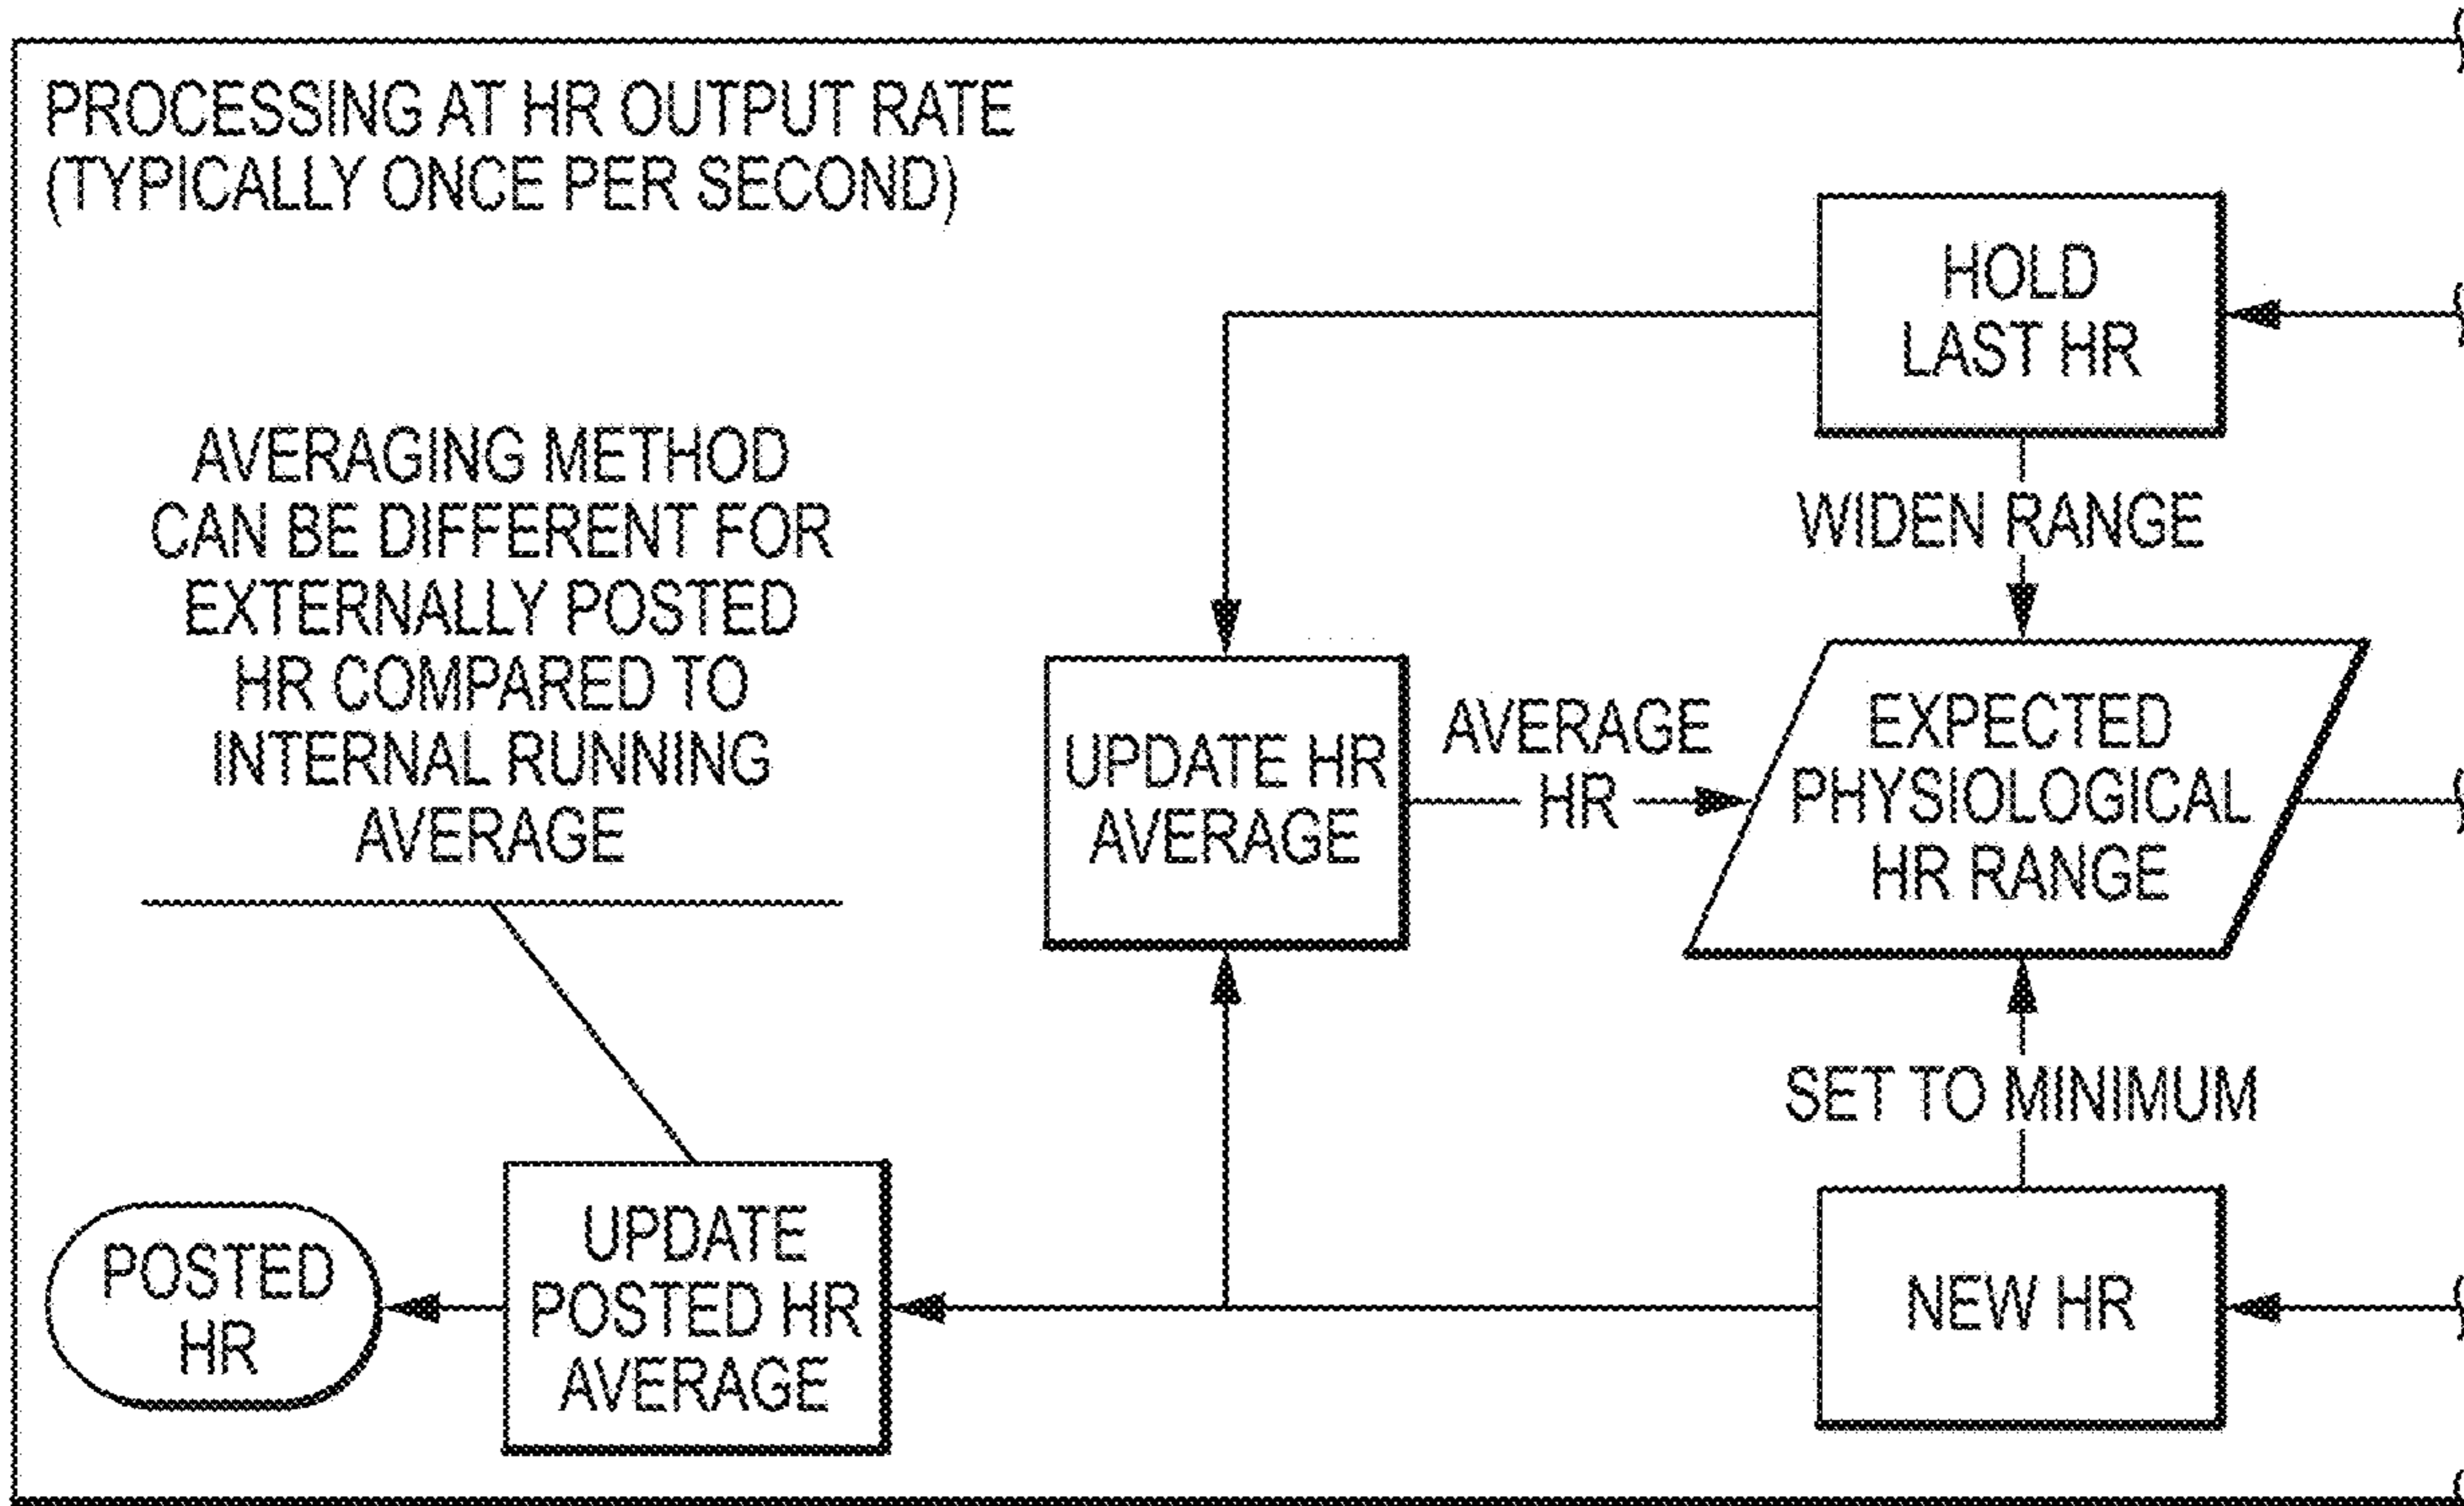 PROCESSING AT HR OUTPUT RATE
(TYPICALLY ONCE PER SECOND)
HOLD
LAST HR
AVERAGING METHOD
CAN BE DIFFERENT FOR
EXTERNALLY POSTED
HR COMPARED TO
INTERNAL RUNNING
AVERAGE
WIDEN RANGE
UPDATE HR
AVERAGE
AVERAGE
HR
EXPECTED
PHYSIOLOGICAL
HR RANGE
SET TO MINIMUM
POSTED
HR
UPDATE
POSTED HR
AVERAGE
NEW HR